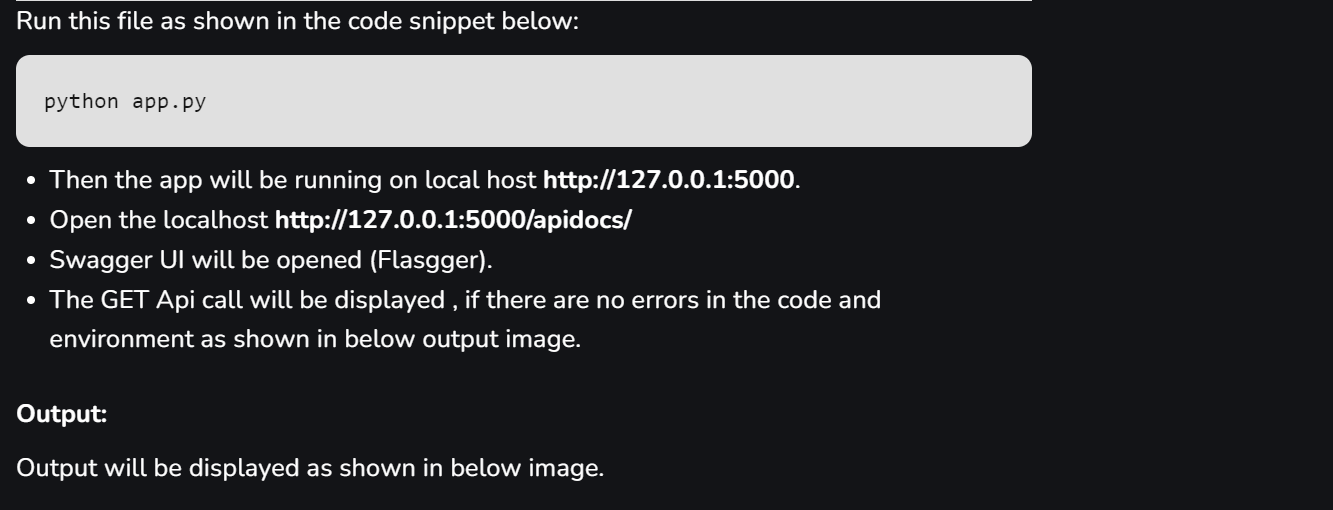 Run this file as shown in the code snippet below:
python app.py
Then the app will be running on local host http://127.0.0.1:5000.
Open the localhost http://127.0.0.1:5000/apidocs/
Swagger UI will be opened (Flasgger).
The GET Api call will be displayed , if there are no errors in the code and
environment as shown in below output image.
Output:
Output will be displayed as shown in below image.